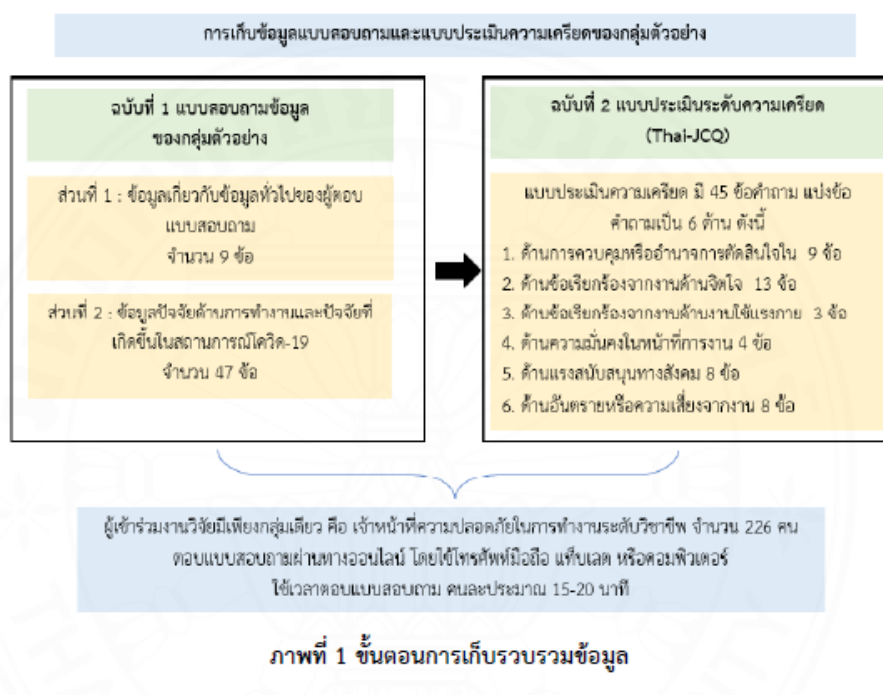 การเก็บข้อมูลแบบสอบถามและแบบประเมินความเครียดของกลุ่มตัวอย่าง
ฉบับที่ 1 แบบสอบถามข้อมูล
ของกลุ่มตัวอย่าง
ส่วนที่ 1 : ข้อมูลเกี่ยวกับข้อมูลทั่วไปของผู้ตอบ
แบบสอบถาม
จำนวน 9 ข้อ
ส่วนที่ 2 : ข้อมูลปัจจัยด้านการทำงานและปัจจัยที่
เกิดขึ้นในสถานการณ์โควิด-19
จำนวน 47 ข้อ
ฉบับที่ 2 แบบประเมินระดับความเครียด
(Thai-JCQ)
แบบประเมินความเครียด มี 45 ข้อคำถาม แบ่งข้อ
คำถามเป็น 6 ด้าน ดังนี้
1. ด้านการควบคุมหรืออำนาจการตัดสินใจใน 9 ข้อ
2. ด้านข้อเรียกร้องจากงานด้านจิตใจ 13 ข้อ
3. ด้านข้อเรียกร้องจากงานด้านงานใช้แรงกาย 3 ข้อ
4. ด้านความมั่นคงในหน้าที่การงาน 4 ข้อ
5. ด้านแรงสนับสนุนทางสังคม 8 ข้อ
6. ด้านอันตรายหรือความเสี่ยงจากงาน 8 ข้อ
ผู้เข้าร่วมงานวิจัยมีเพียงกลุ่มเดียว คือ เจ้าหน้าที่ความปลอดภัยในการทำงานระดับวิชาชีพ จำนวน 226 คน
ตอบแบบสอบถามผ่านทางออนไลน์ โดยใช้โทรศัพท์มือถือ แท็บเลต หรือคอมพิวเตอร์
ใช้เวลาตอบแบบสอบถาม คนละประมาณ 15-20 นาที
ภาพที่ 1 ขั้นตอนการเก็บรวบรวมข้อมูล